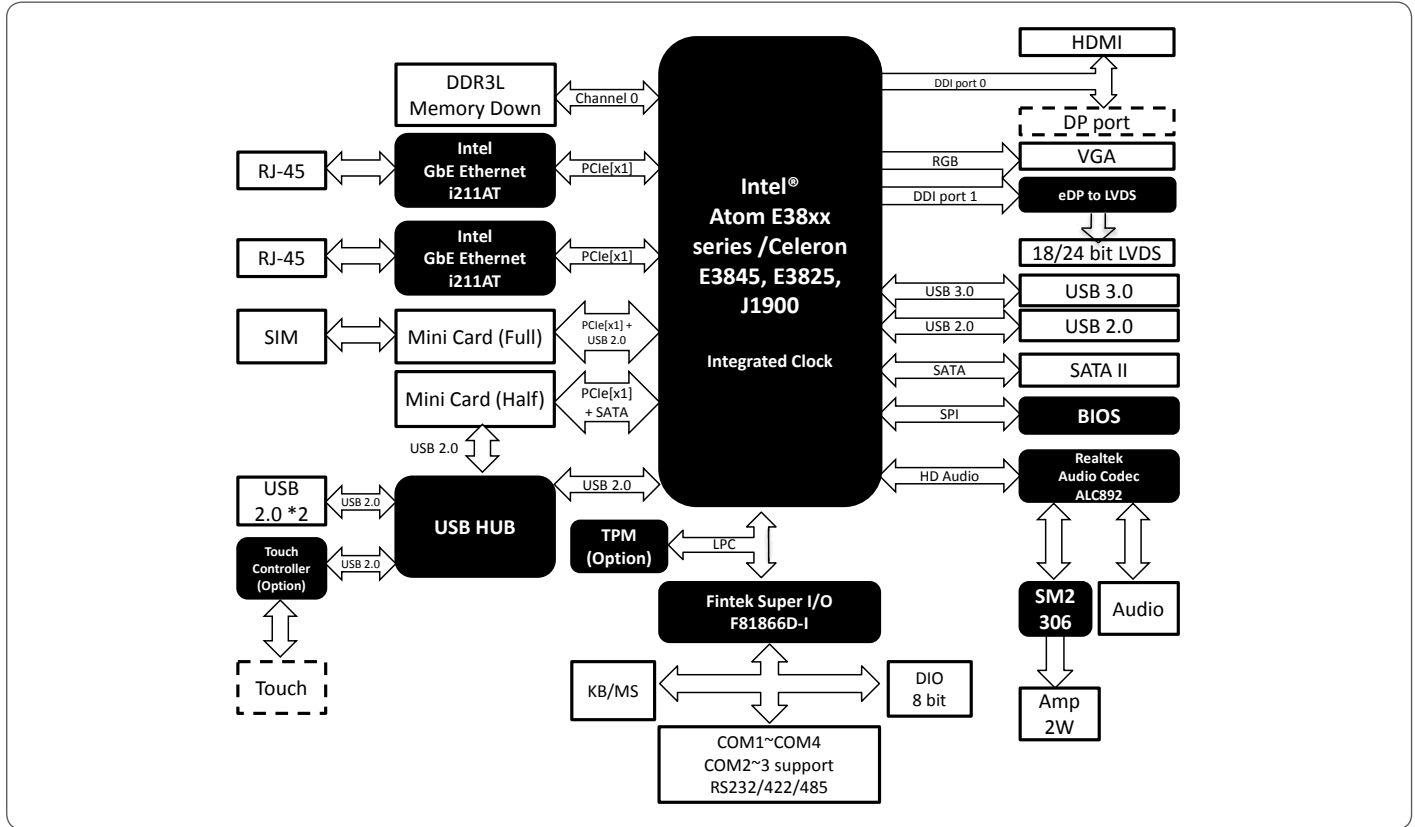 HDMI
DDI port 0
DP port
DDR3L
Memory Down
Channel 0
RJ-45
Intel
GbE Ethernet
i211AT
PCIe[x1]
RGB
VGA
DDI port 1
eDP to LVDS
18/24 bit LVDS
Intel®
Atom E38xx
series /Celeron
E3845, E3825,
J1900
Integrated Clock
RJ-45
Intel
GbE Ethernet
i211AT
PCIe[x1]
USB 3.0
USB 3.0
USB 2.0
USB 2.0
SIM
Mini Card (Full)
PCIe[x1] +
USB 2.0
SATA
SATA II
Mini Card (Half)
PCIe[x1]
+ SATA
SPI
BIOS
USB 2.0
HD Audio
Realtek
Audio Codec
ALC892
USB
2.0 *2
USB 2.0
USB HUB
USB 2.0
Touch
Controller
(Option)
USB 2.0
TPM
(Option)
LPC
Fintek Super I/O
F81866D-I
SM2
306
Audio
Touch
KB/MS
DIO
8 bit
Amp
2W
COM1~COM4
COM2~3 support
RS232/422/485